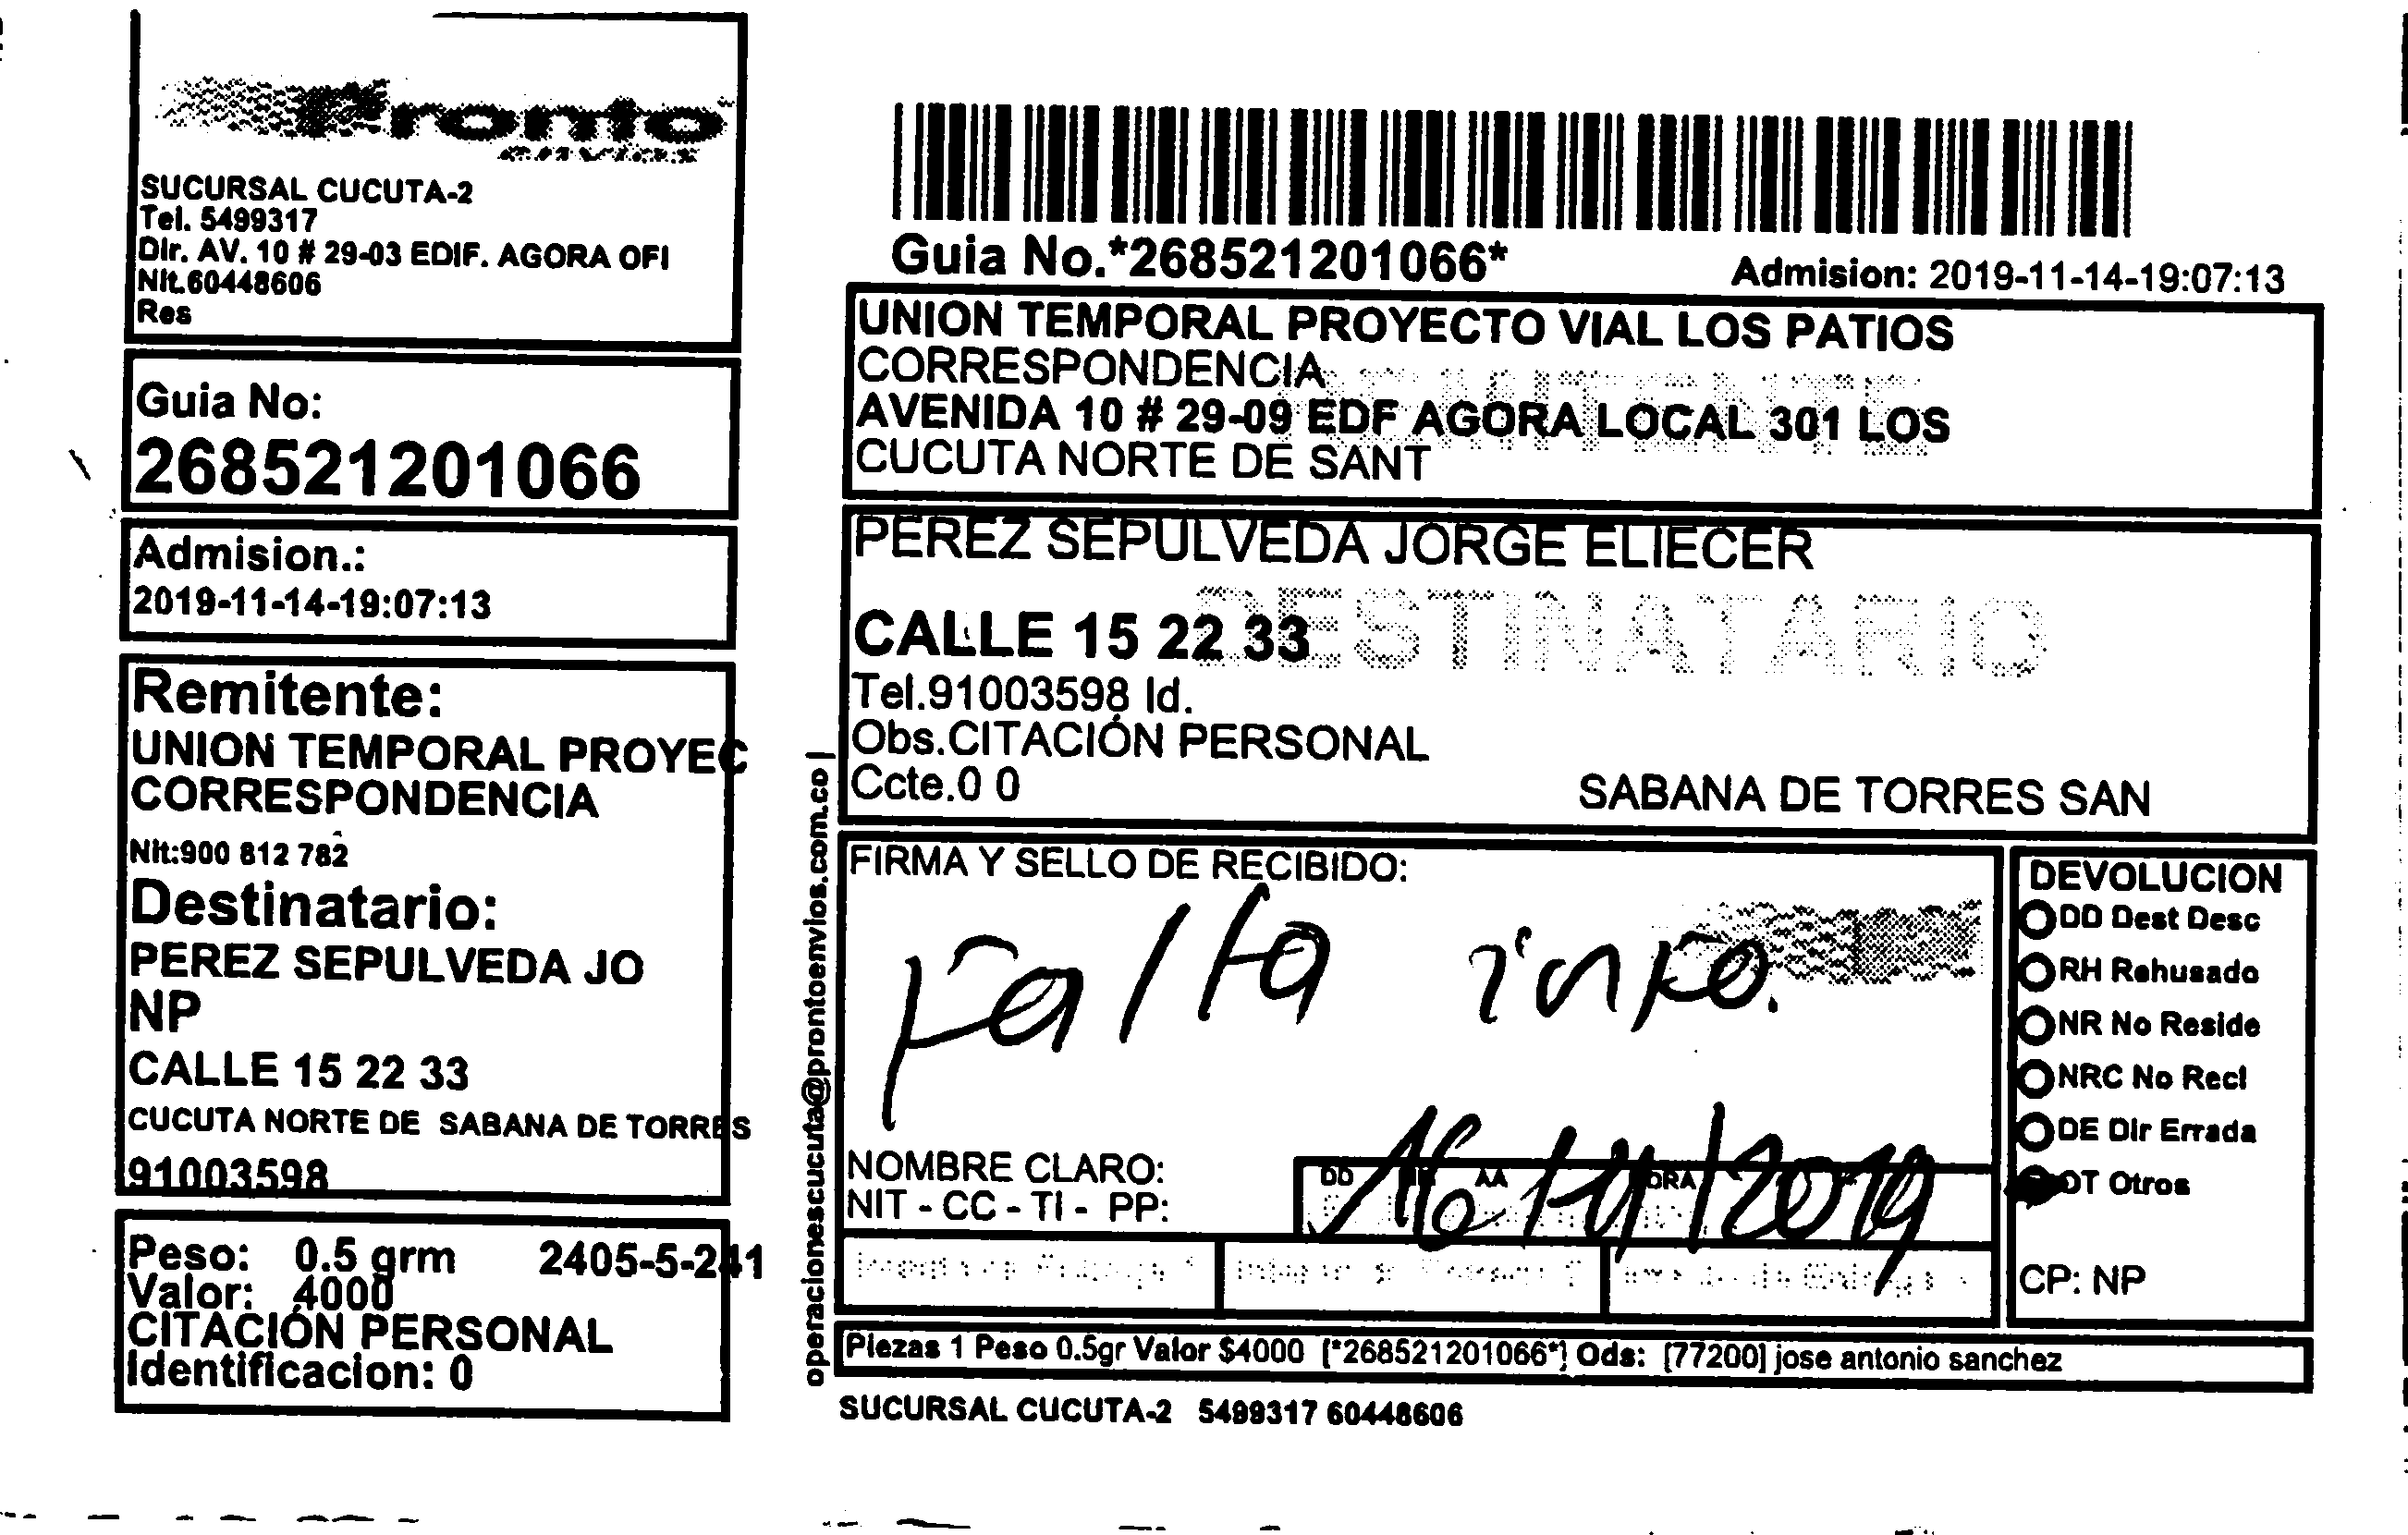 Pronto
SUCURSAL CUCUTA-2
Tel. 5499317
Dir. AV. 10 # 29-03 EDIF. AGORA OFI
Nit.60448606
Res
Guia No:
268521201066
Admision.:
2019-11-14-19:07:13
Remitente:
UNION TEMPORAL PROYEC
CORRESPONDENCIA
Nit:900 812 782
Destinatario:
PEREZ SEPULVEDA JO
NP
CALLE 15 22 33
CUCUTA NORTE DE SABANA DE TORRES
91003598
Peso: 0.5 grm 2405-5-241
Valor: 4000
CITACIÓN PERSONAL
Identificacion: 0
operacionescucuta@prontoenvios.com.co |
Guia No.*268521201066*
Admision: 2019-11-14-19:07:13
UNION TEMPORAL PROYECTO VIAL LOS PATIOS
CORRESPONDENCIA
REMITENTE
AVENIDA 10 # 29-09 EDF AGORA LOCAL 301 LOS
CUCUTA NORTE DE SANT
PEREZ SEPULVEDA JORGE ELIECER
DESTINATARIO
CALLE 15 22 33
Tel.91003598 Id.
Obs.CITACIÓN PERSONAL
Ccte.0 0
SABANA DE TORRES SAN
FIRMA Y SELLO DE RECIBIDO:
Falta info.
NOMBRE CLARO:
NIT - CC - TI - PP:
DD AA
16/11/2019
DEVOLUCION
DD Dest Desc
RH Rehusado
NR No Reside
NRC No Recl
DE Dir Errada
OT Otros
CP: NP
Piezas 1 Peso 0.5gr Valor $4000 [*268521201066*] Ods: [77200] jose antonio sanchez
SUCURSAL CUCUTA-2 5499317 60448606